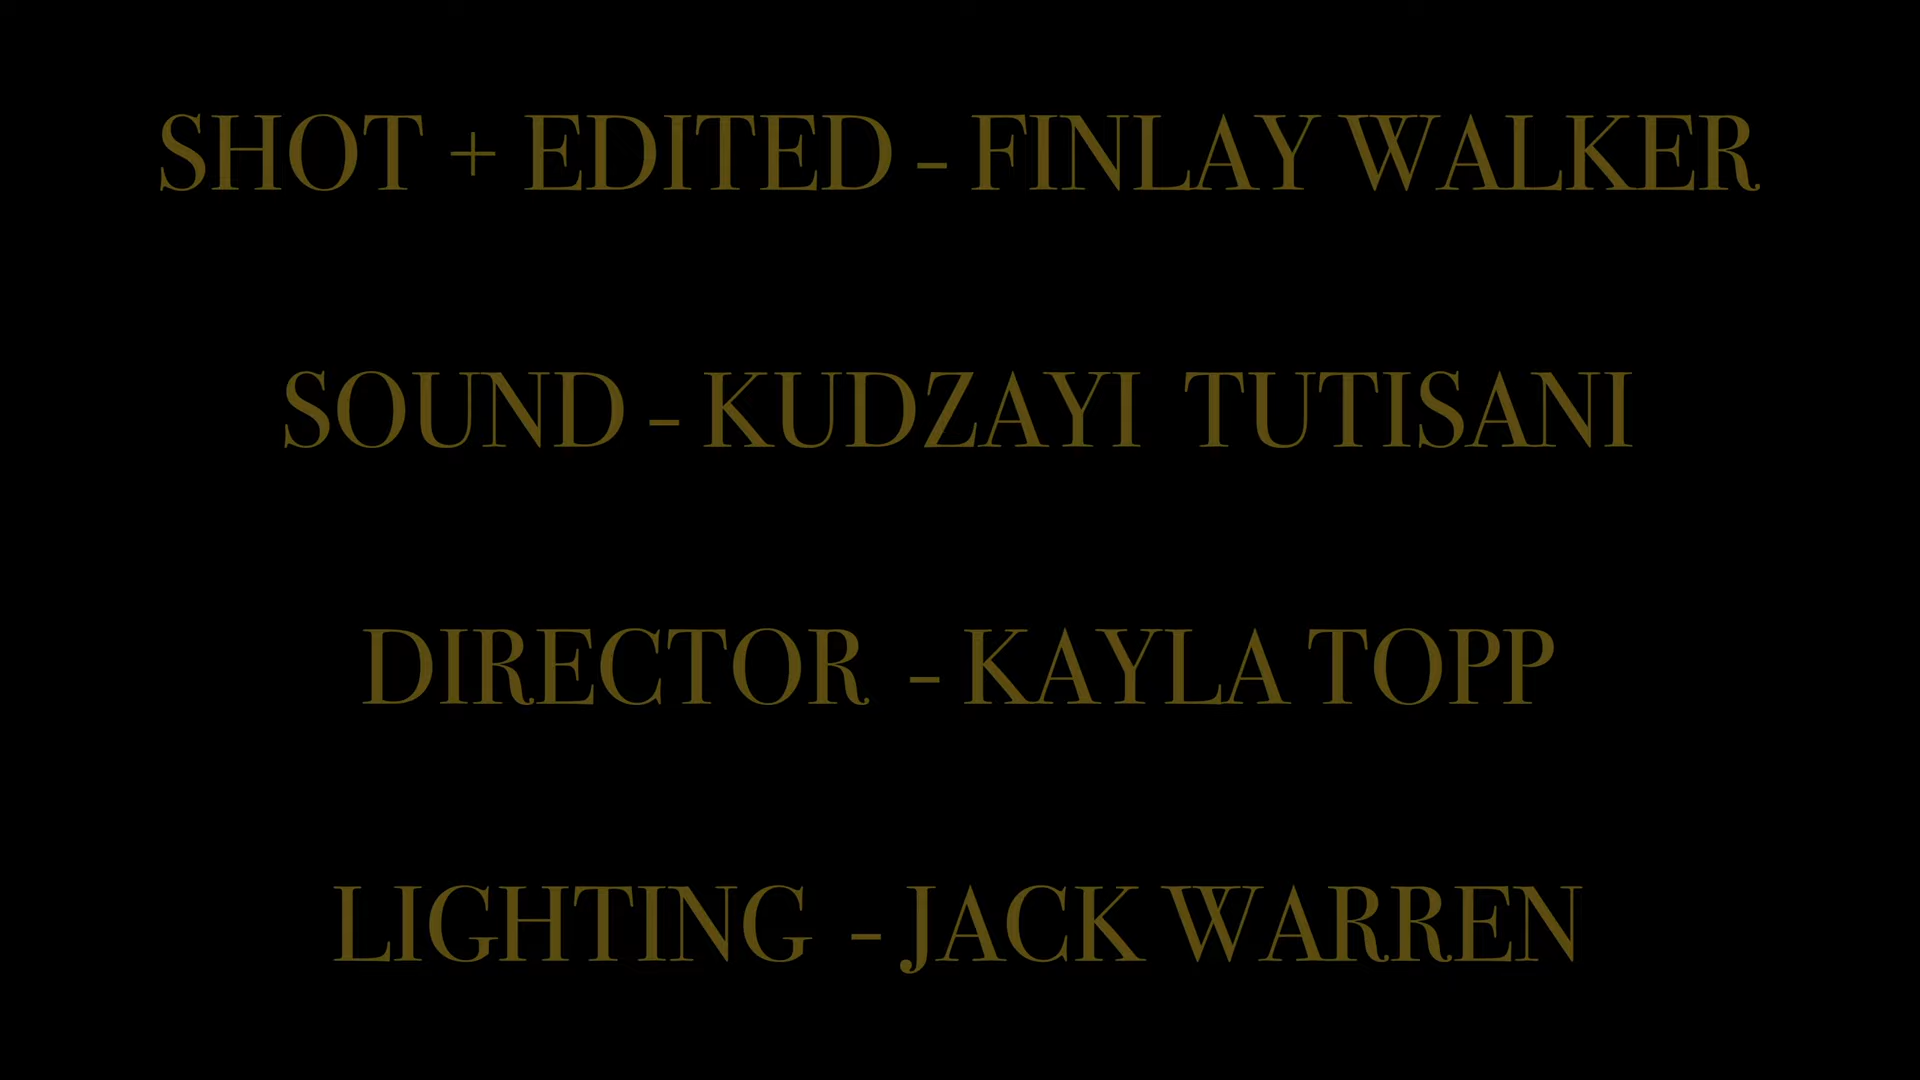 SHOT + EDITED - FINLAY WALKER
SOUND - KUDZAYI TUTISANI
DIRECTOR - KAYLA TOPP
LIGHTING - JACK WARREN